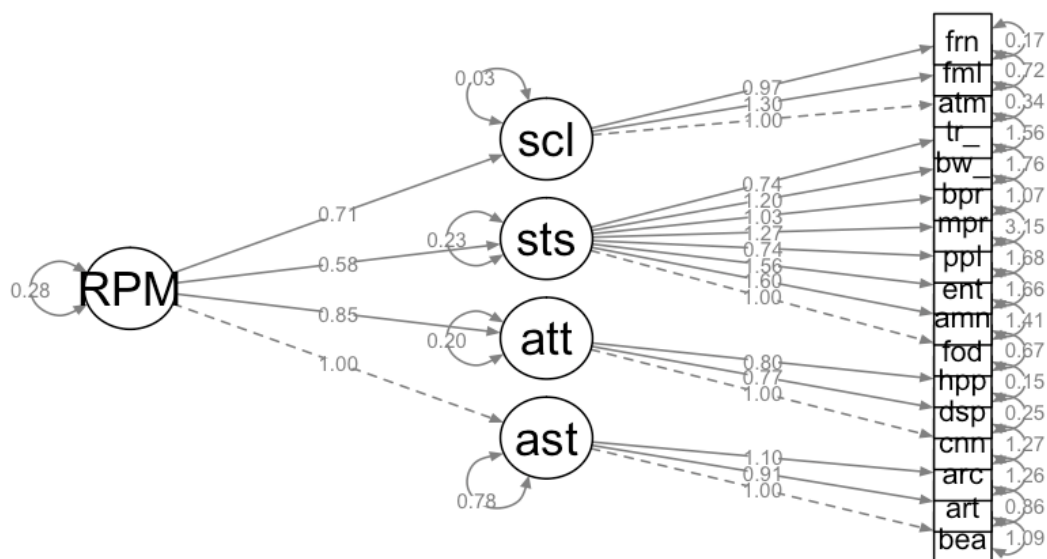 frn
0.17
fml
0.72
atm
0.34
tr_
1.56
bw_
1.76
bpr
1.07
mpr
3.15
ppl
1.68
ent
1.66
amn
1.41
fod
0.67
hpp
0.15
dsp
0.25
cnn
1.27
arc
1.26
art
0.86
bea
1.09
0.97
1.30
1.00
0.74
1.20
1.03
1.27
0.74
1.56
1.60
1.00
0.80
0.77
1.00
1.10
0.91
1.00
0.03
scl
0.23
sts
0.20
att
ast
0.78
0.71
0.58
0.85
1.00
0.28
RPM